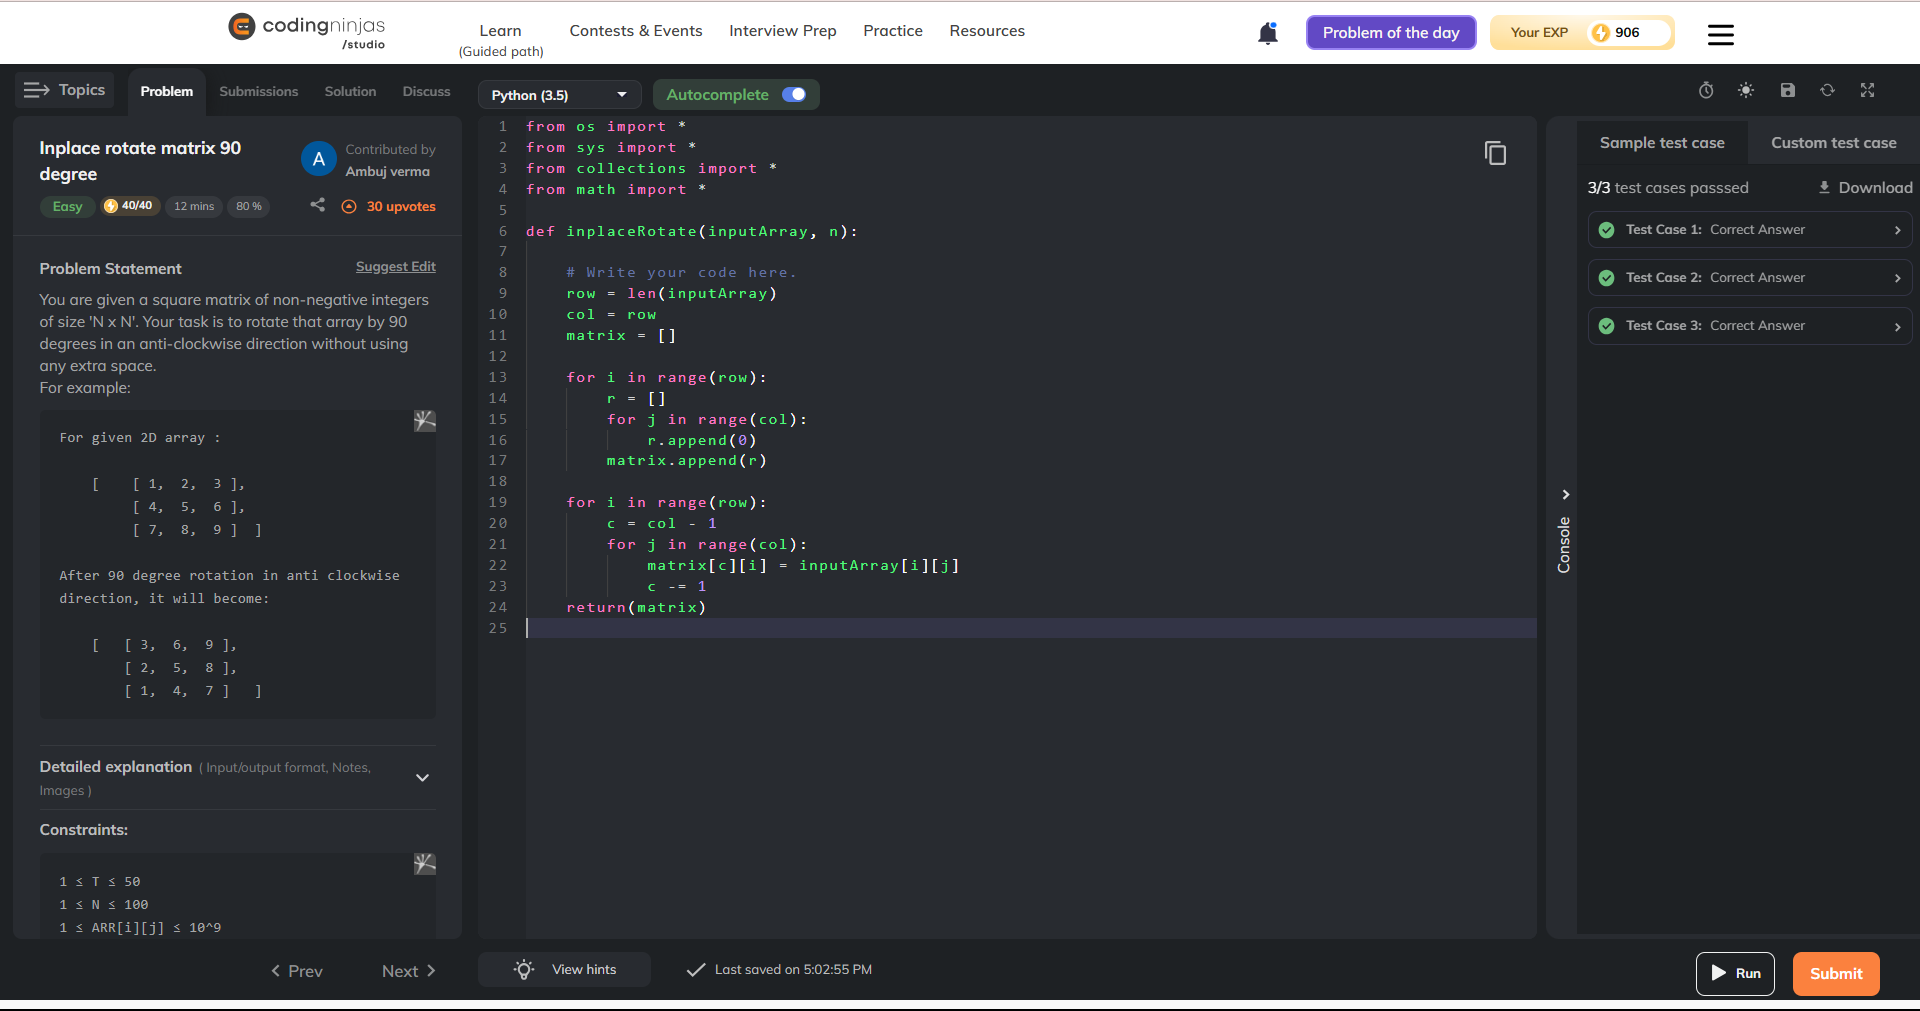 codingninjas
/studio
Learn
(Guided path)
Contests & Events
Interview Prep
Practice
Resources
Problem of the day
Your EXP
906
Topics
Problem
Submissions
Solution
Discuss
Python (3.5)
Autocomplete
Inplace rotate matrix 90
degree
A
Contributed by
Ambuj verma
Easy
40/40
12 mins
80 %
30 upvotes
Problem Statement
Suggest Edit
You are given a square matrix of non-negative integers
of size 'N x N'. Your task is to rotate that array by 90
degrees in an anti-clockwise direction without using
any extra space.
For example:
For given 2D array :
[    [ 1,  2,  3 ],
[ 4,  5,  6 ],
[ 7,  8,  9 ]  ]
After 90 degree rotation in anti clockwise
direction, it will become:
[   [ 3,  6,  9 ],
[ 2,  5,  8 ],
[ 1,  4,  7 ]   ]
Detailed explanation ( Input/output format, Notes,
Images )
Constraints:
1 ≤ T ≤ 50
1 ≤ N ≤ 100
1 ≤ ARR[i][j] ≤ 10^9
Prev
Next
1 from os import *
2 from sys import *
3 from collections import *
4 from math import *
5
6 def inplaceRotate(inputArray, n):
7
8     # Write your code here.
9     row = len(inputArray)
10     col = row
11     matrix = []
12
13     for i in range(row):
14         r = []
15         for j in range(col):
16             r.append(0)
17         matrix.append(r)
18
19     for i in range(row):
20         c = col - 1
21         for j in range(col):
22             matrix[c][i] = inputArray[i][j]
23             c -= 1
24     return(matrix)
25
View hints
Last saved on 5:02:55 PM
Console
Sample test case
Custom test case
3/3 test cases passsed
Download
Test Case 1: Correct Answer
Test Case 2: Correct Answer
Test Case 3: Correct Answer
Run
Submit